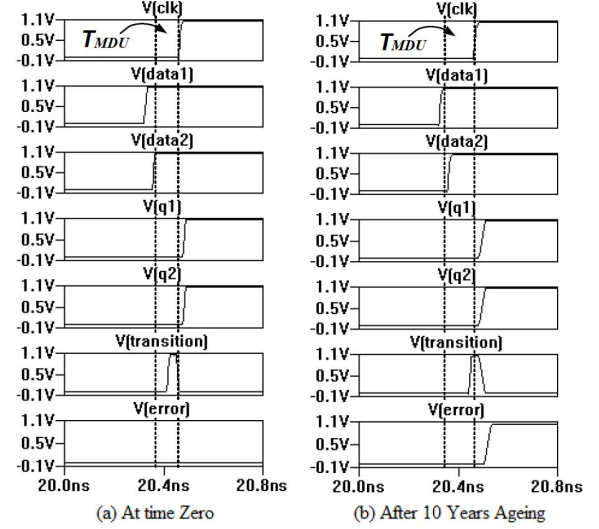 V(clk)
1.1V
0.5V
-0.1V
TMDU
V(data1)
1.1V
0.5V
-0.1V
V(data2)
1.1V
0.5V
-0.1V
V(q1)
1.1V
0.5V
-0.1V
V(q2)
1.1V
0.5V
-0.1V
V(transition)
1.1V
0.5V
-0.1V
V(error)
1.1V
0.5V
-0.1V
20.0ns 20.4ns 20.8ns
(a) At time Zero
V(clk)
1.1V
0.5V
-0.1V
TMDU
V(data1)
1.1V
0.5V
-0.1V
V(data2)
1.1V
0.5V
-0.1V
V(q1)
1.1V
0.5V
-0.1V
V(q2)
1.1V
0.5V
-0.1V
V(transition)
1.1V
0.5V
-0.1V
V(error)
1.1V
0.5V
-0.1V
20.0ns 20.4ns 20.8ns
(b) After 10 Years Ageing